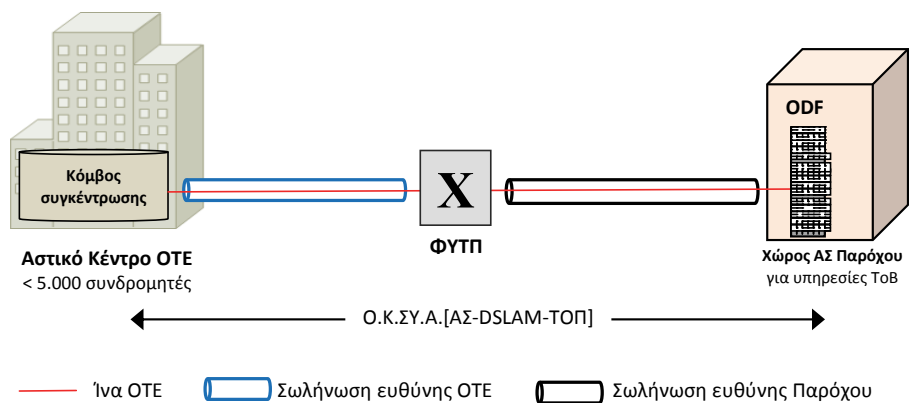 ODF
Κόμβος
συγκέντρωσης
X
ΦΥΤΠ
Αστικό Κέντρο ΟΤΕ
< 5.000 συνδρομητές
Χώρος ΑΣ Παρόχου
για υπηρεσίες ΤοΒ
Ο.Κ.ΣΥ.Α.[ΑΣ-DSLAM-ΤΟΠ]
Ίνα ΟΤΕ
Σωλήνωση ευθύνης ΟΤΕ
Σωλήνωση ευθύνης Παρόχου